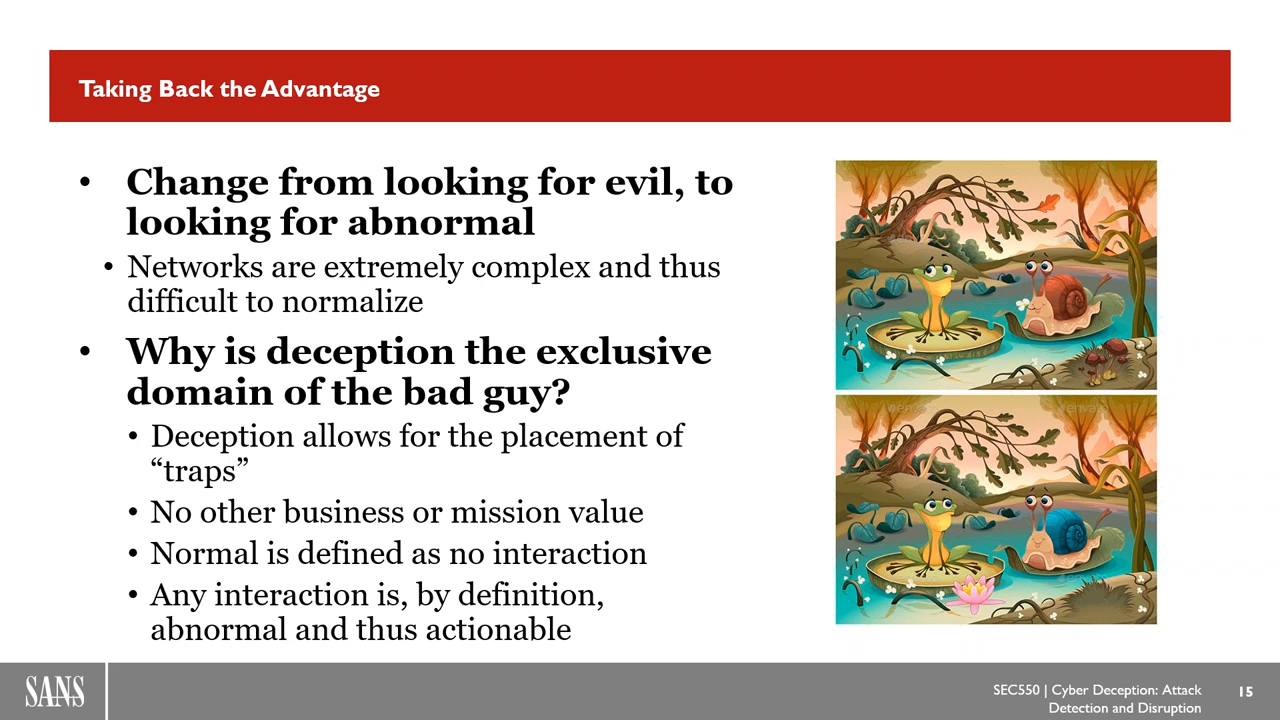 Taking Back the Advantage
• Change from looking for evil, to
looking for abnormal
• Networks are extremely complex and thus
difficult to normalize
• Why is deception the exclusive
domain of the bad guy?
• Deception allows for the placement of
“traps”
• No other business or mission value
• Normal is defined as no interaction
• Any interaction is, by definition,
abnormal and thus actionable
SANS
SEC550 | Cyber Deception: Attack
Detection and Disruption
15